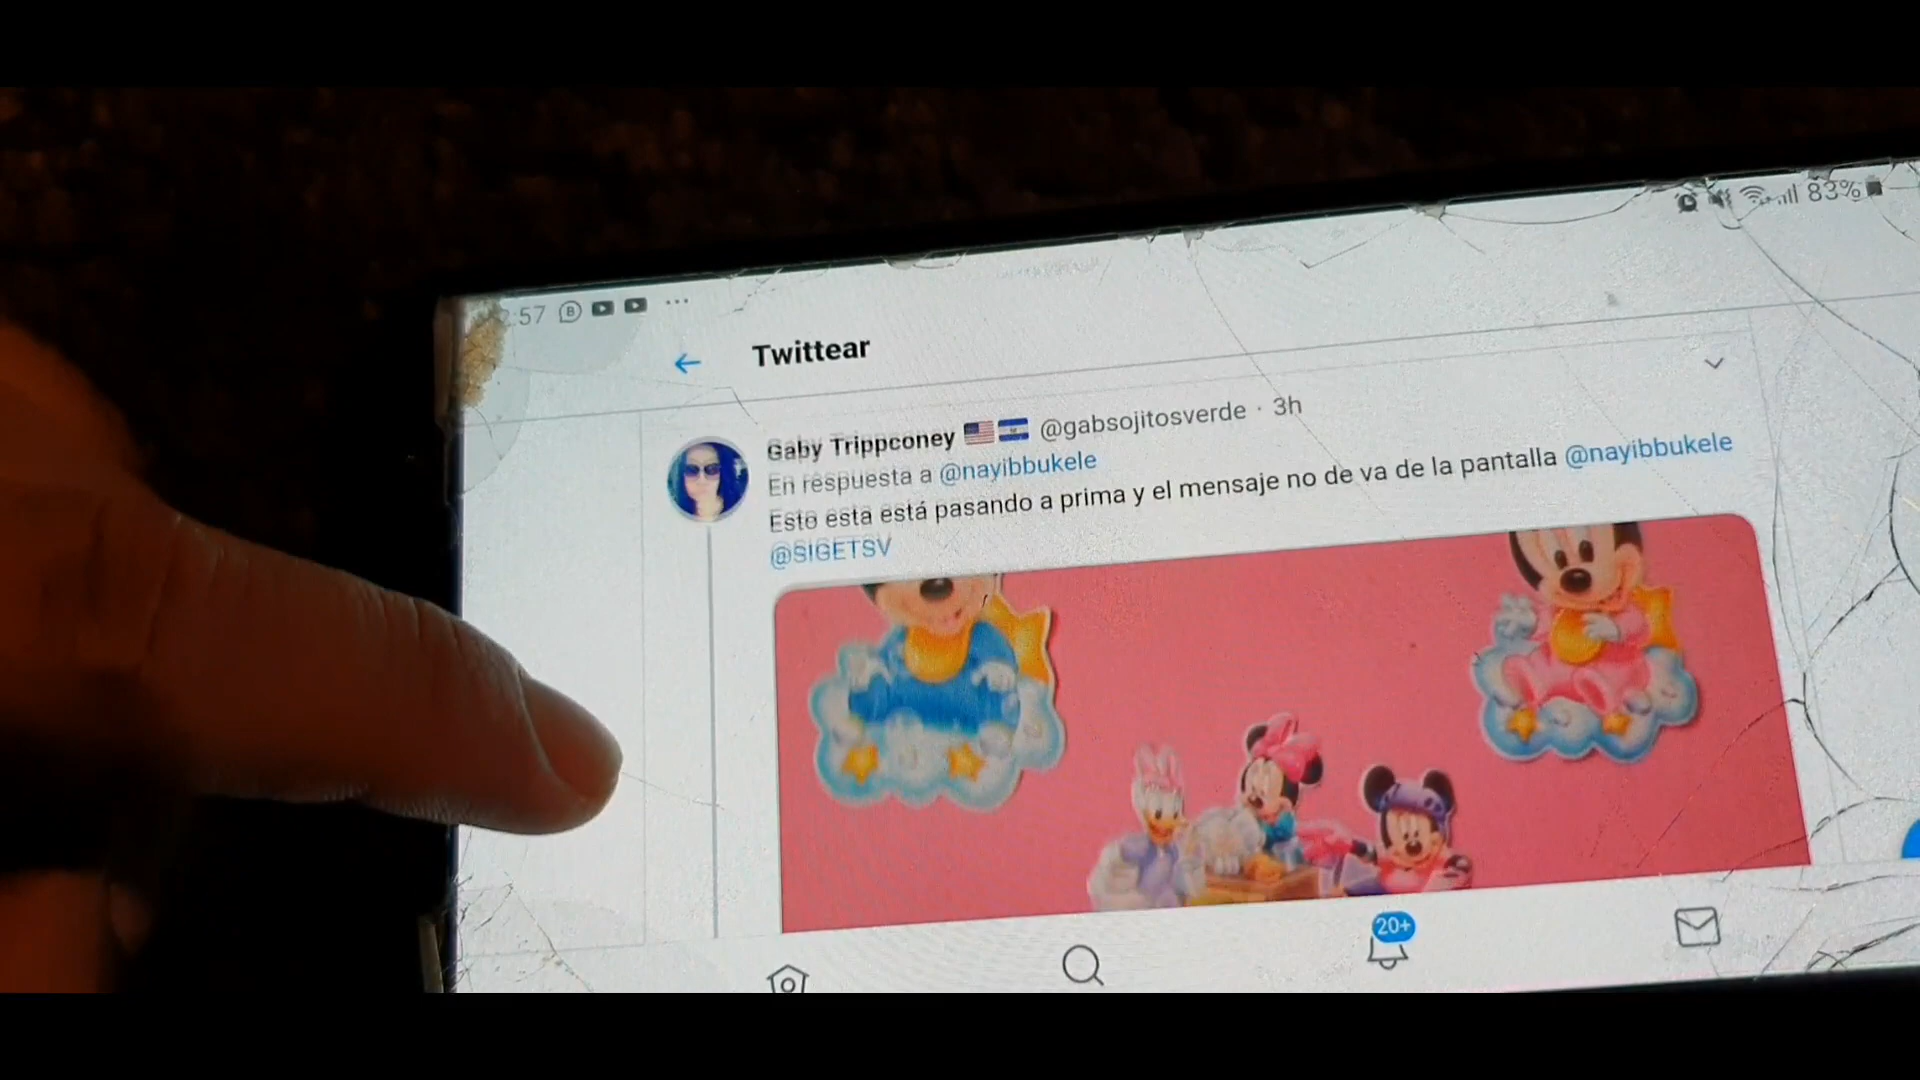 :57
83%
Twittear
Gaby Trippconey @gabsojitosverde · 3h
En respuesta a @nayibbukele
Esto esta está pasando a prima y el mensaje no de va de la pantalla @nayibbukele
@SIGETSV
20+